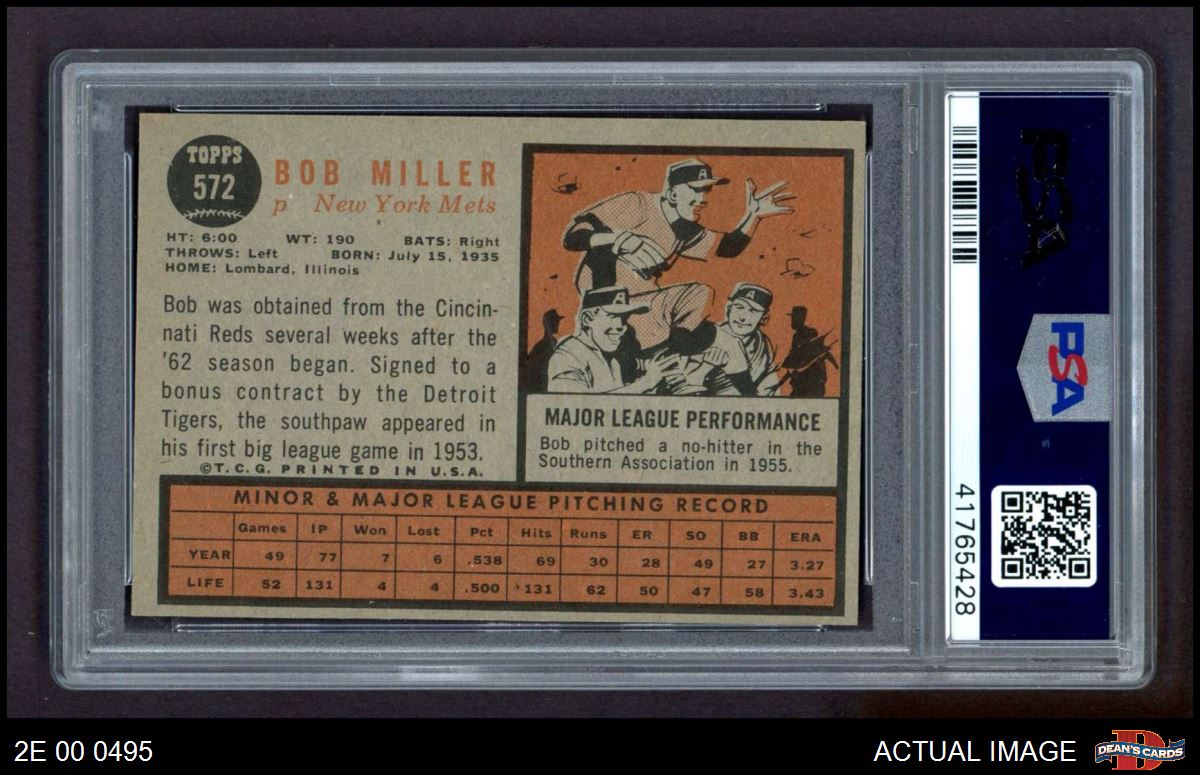 TOPPS
572
BOB MILLER
p New York Mets
HT: 6:00 WT: 190 BATS: Right
THROWS: Left BORN: July 15, 1935
HOME: Lombard, Illinois
Bob was obtained from the Cincin-
nati Reds several weeks after the
'62 season began. Signed to a
bonus contract by the Detroit
Tigers, the southpaw appeared in
his first big league game in 1953.
©T.C.G. PRINTED IN U.S.A.
A
A
A
MAJOR LEAGUE PERFORMANCE
Bob pitched a no-hitter in the
Southern Association in 1955.
MINOR & MAJOR LEAGUE PITCHING RECORD
Games IP Won Lost Pct Hits Runs ER SO BB ERA
YEAR 49 77 7 6 .538 69 30 28 49 27 3.27
LIFE 52 131 4 4 .500 131 62 50 47 58 3.43
PSA
PSA
41765428
2E 00 0495
ACTUAL IMAGE
D
DEAN'S CARDS